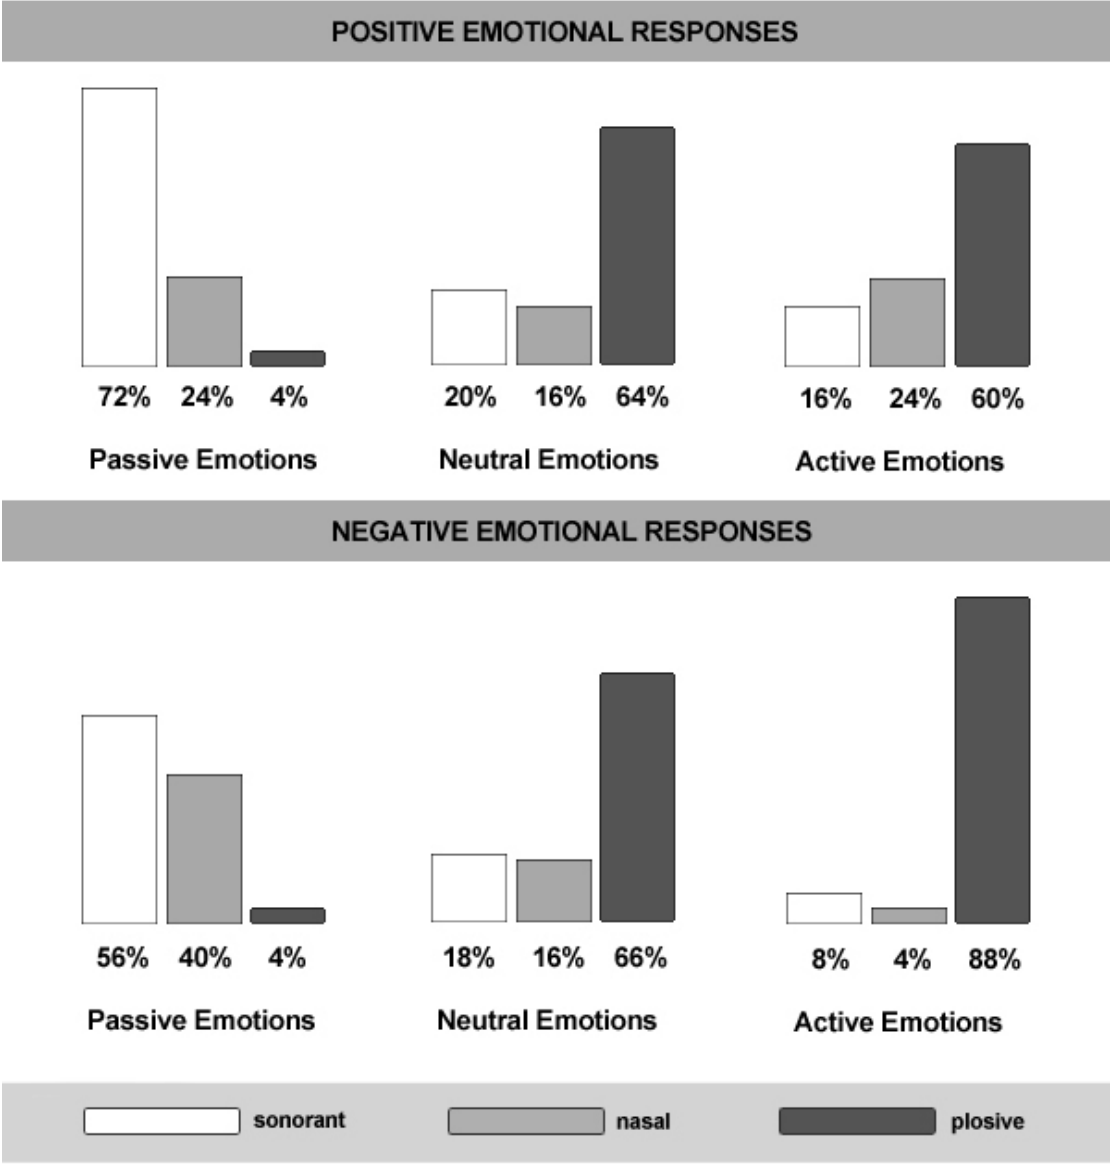 POSITIVE EMOTIONAL RESPONSES
72% 24% 4% 20% 16% 64% 16% 24% 60%
Passive Emotions Neutral Emotions Active Emotions
NEGATIVE EMOTIONAL RESPONSES
56% 40% 4% 18% 16% 66% 8% 4% 88%
Passive Emotions Neutral Emotions Active Emotions
sonorant nasal plosive